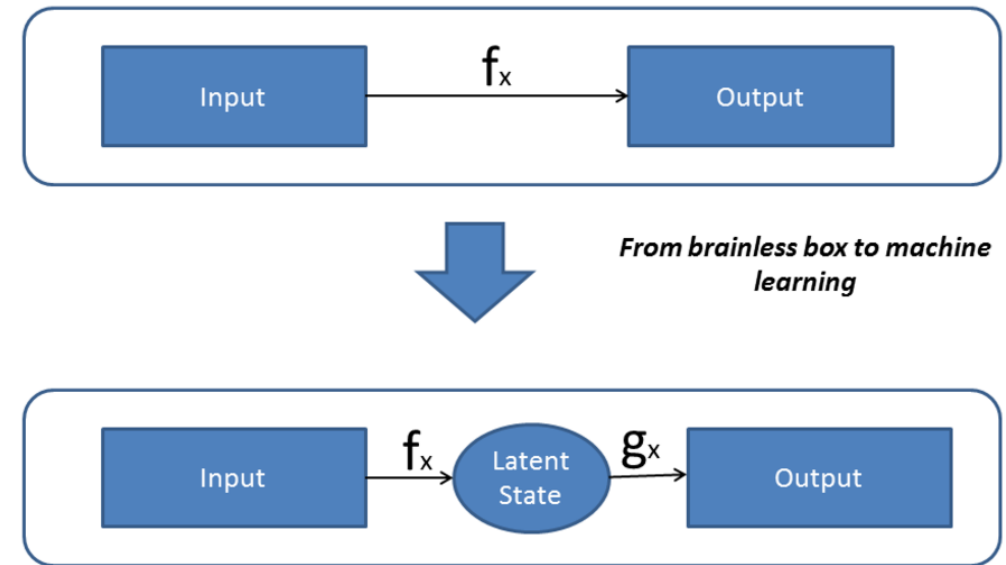 Input
fx
Output
From brainless box to machine
learning
Input
fx
Latent
State
gx
Output